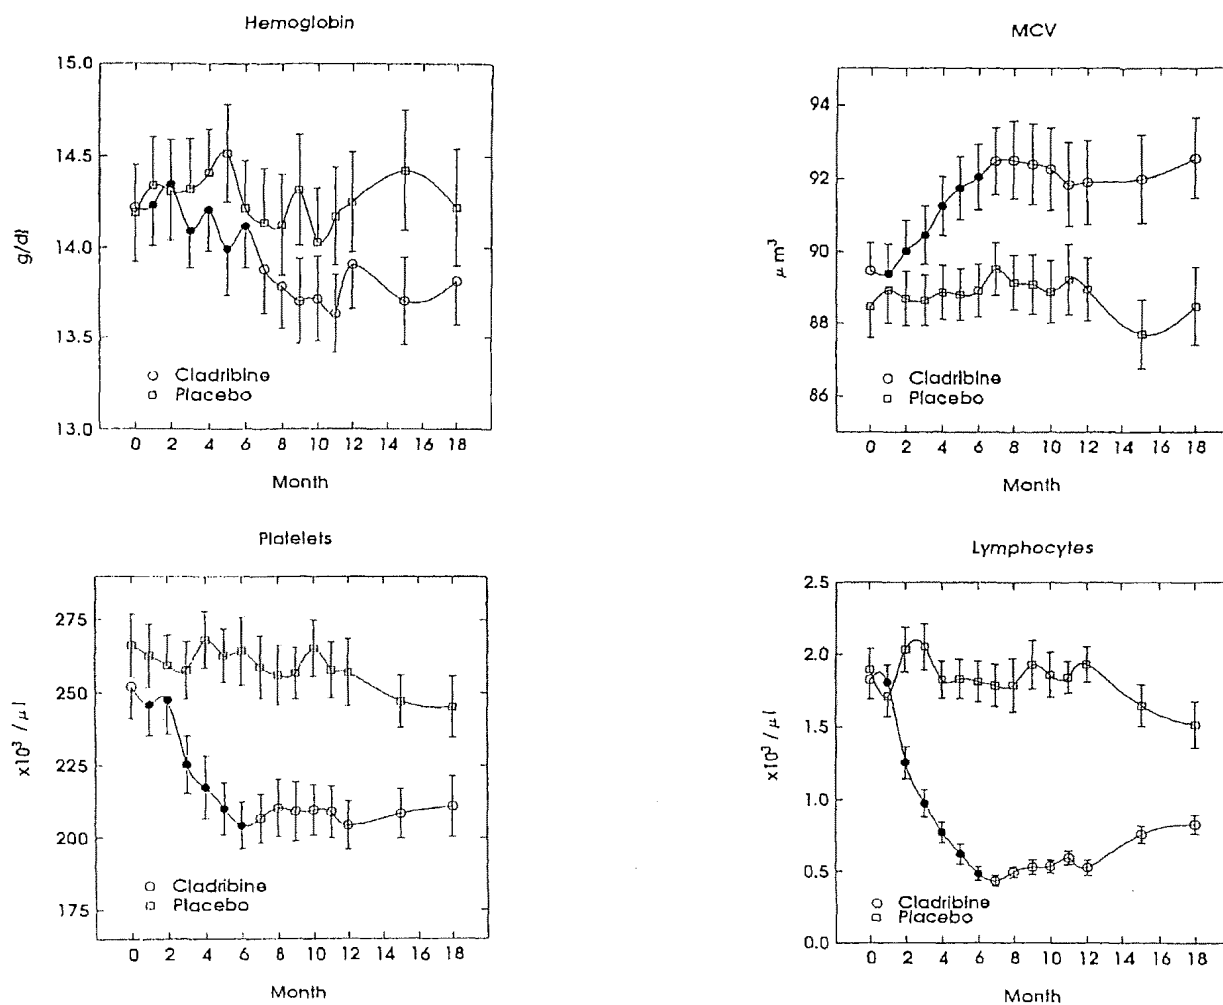 Hemoglobin
15.0
14.5
14.0
13.5
13.0
g/dl
Cladribine
Placebo
0 2 4 6 8 10 12 14 16 18
Month
MCV
94
92
90
88
86
μm³
Cladribine
Placebo
0 2 4 6 8 10 12 14 16 18
Month
Platelets
275
250
225
200
175
x10³/μl
Cladribine
Placebo
0 2 4 6 8 10 12 14 16 18
Month
Lymphocytes
2.5
2.0
1.5
1.0
0.5
0.0
x10³/μl
Cladribine
Placebo
0 2 4 6 8 10 12 14 16 18
Month